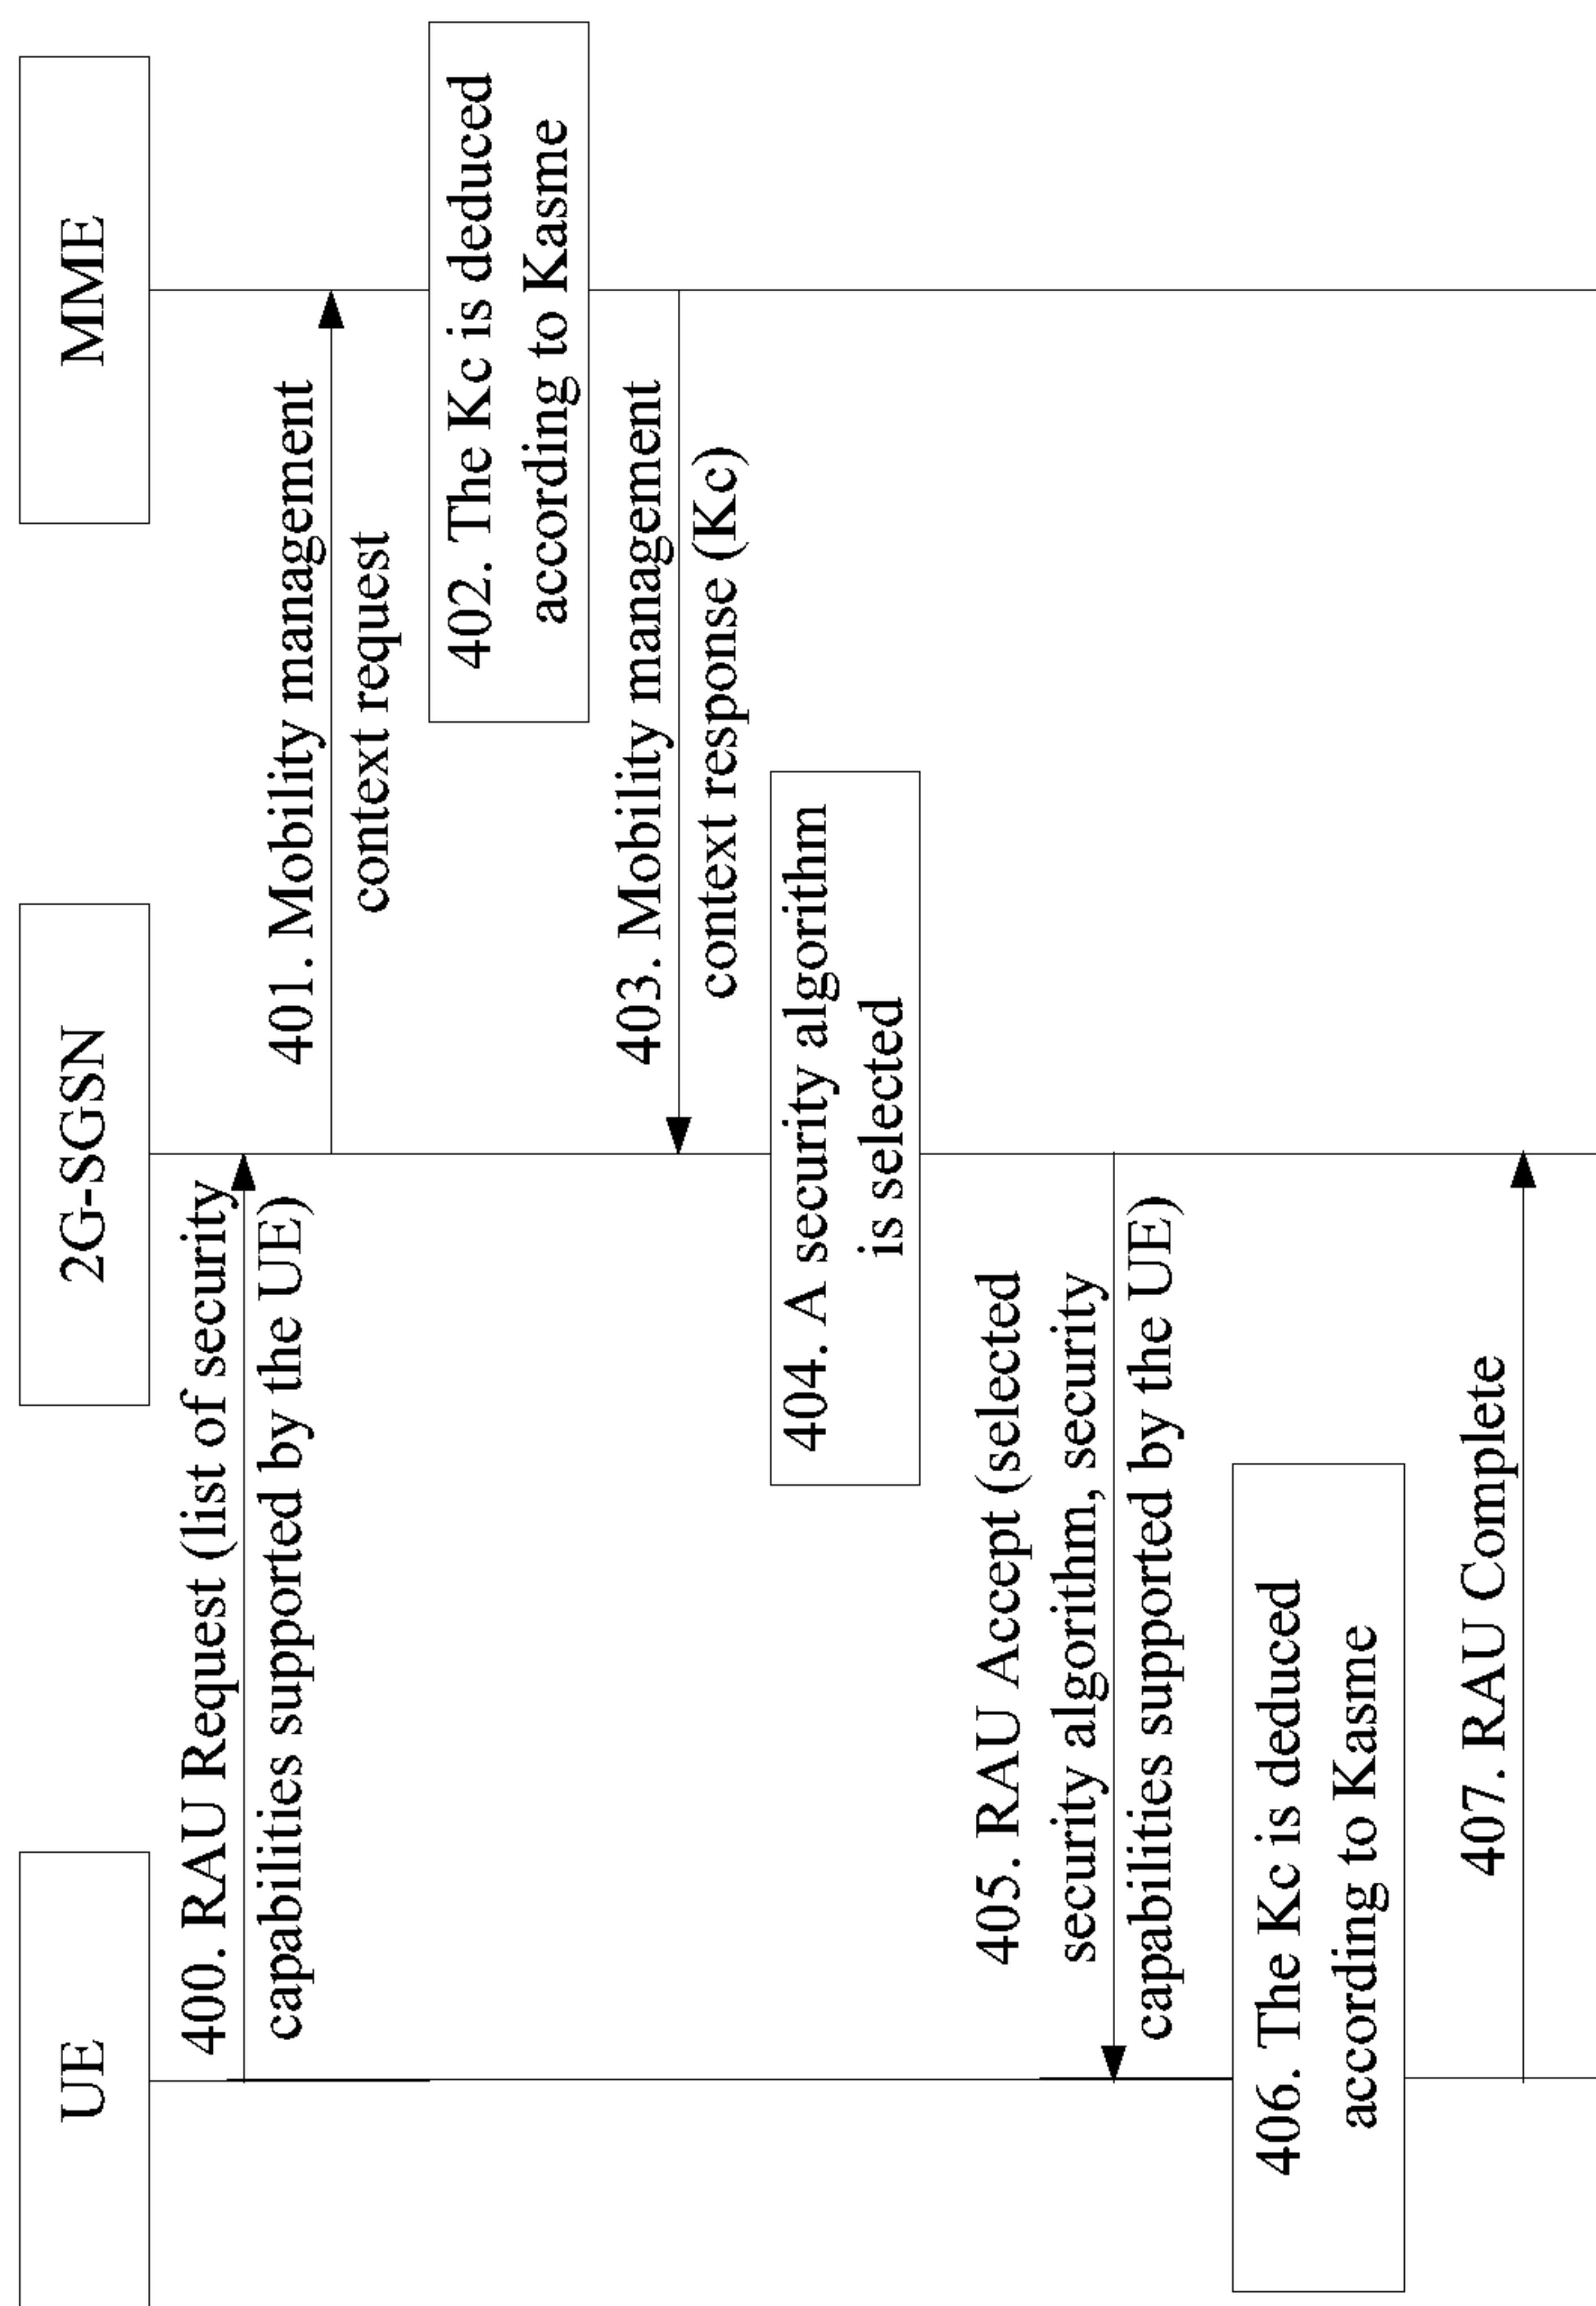 UE
2G-SGSN
MME
400. RAU Request (list of security
capabilities supported by the UE)
401. Mobility management
context request
402. The Kc is deduced
according to Kasme
403. Mobility management
context response (Kc)
404. A security algorithm
is selected
405. RAU Accept (selected
security algorithm, security
capabilities supported by the UE)
406. The Kc is deduced
according to Kasme
407. RAU Complete